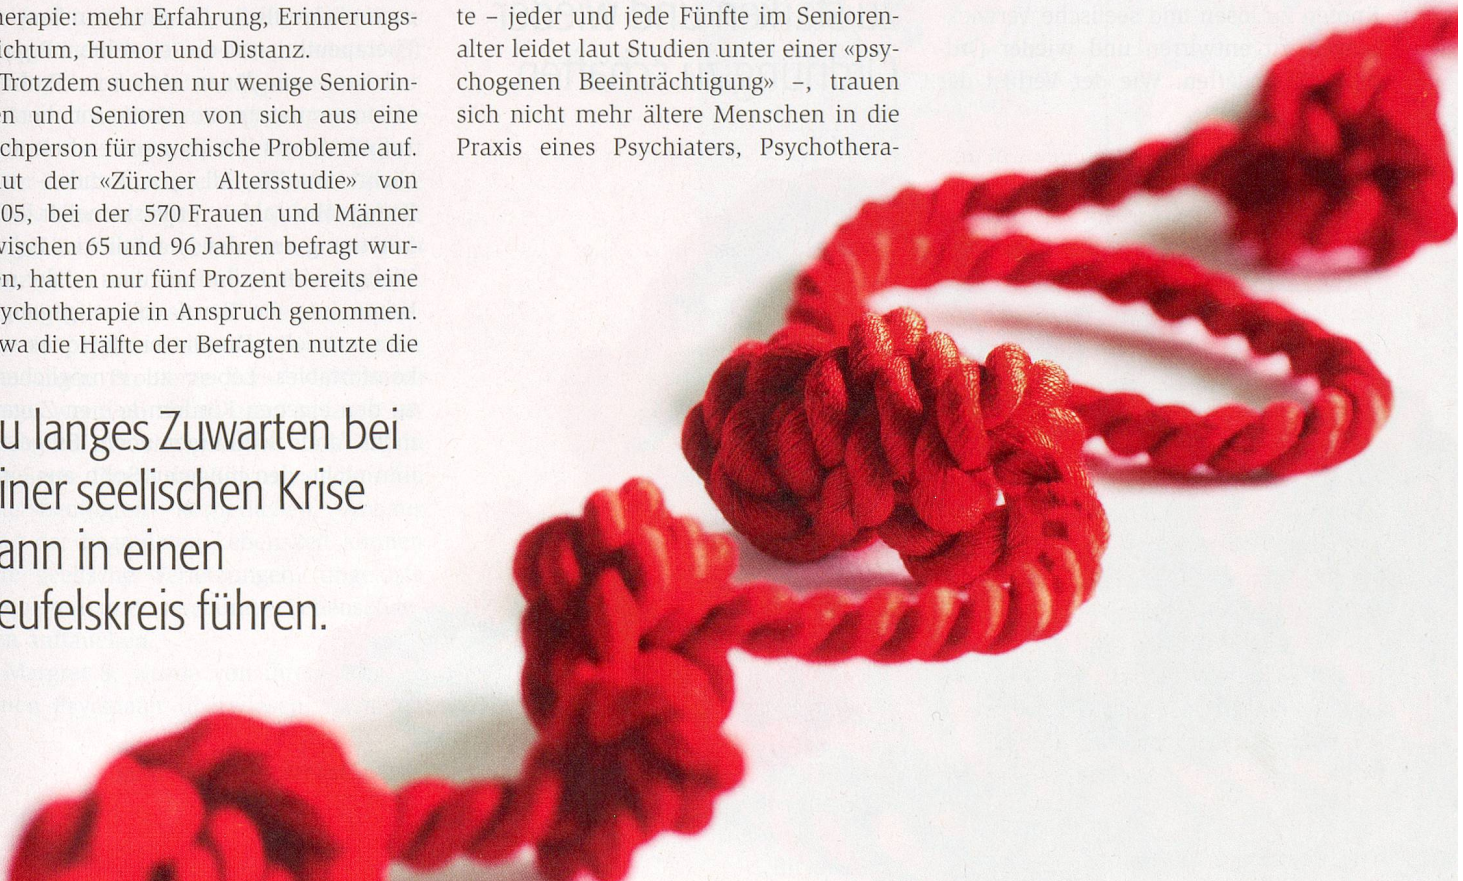 herapie: mehr Erfahrung, Erinnerungs-
ichtum, Humor und Distanz.
Trotzdem suchen nur wenige Seniorin-
en und Senioren von sich aus eine
chperson für psychische Probleme auf.
ut der «Zürcher Altersstudie» von
05, bei der 570 Frauen und Männer
wischen 65 und 96 Jahren befragt wur-
en, hatten nur fünf Prozent bereits eine
ychotherapie in Anspruch genommen.
wa die Hälfte der Befragten nutzte die
u langes Zuwarten bei
iner seelischen Krise
ann in einen
eufelskreis führen.
te – jeder und jede Fünfte im Senioren-
alter leidet laut Studien unter einer «psy-
chogenen Beeinträchtigung» –, trauen
sich nicht mehr ältere Menschen in die
Praxis eines Psychiaters, Psychothera-